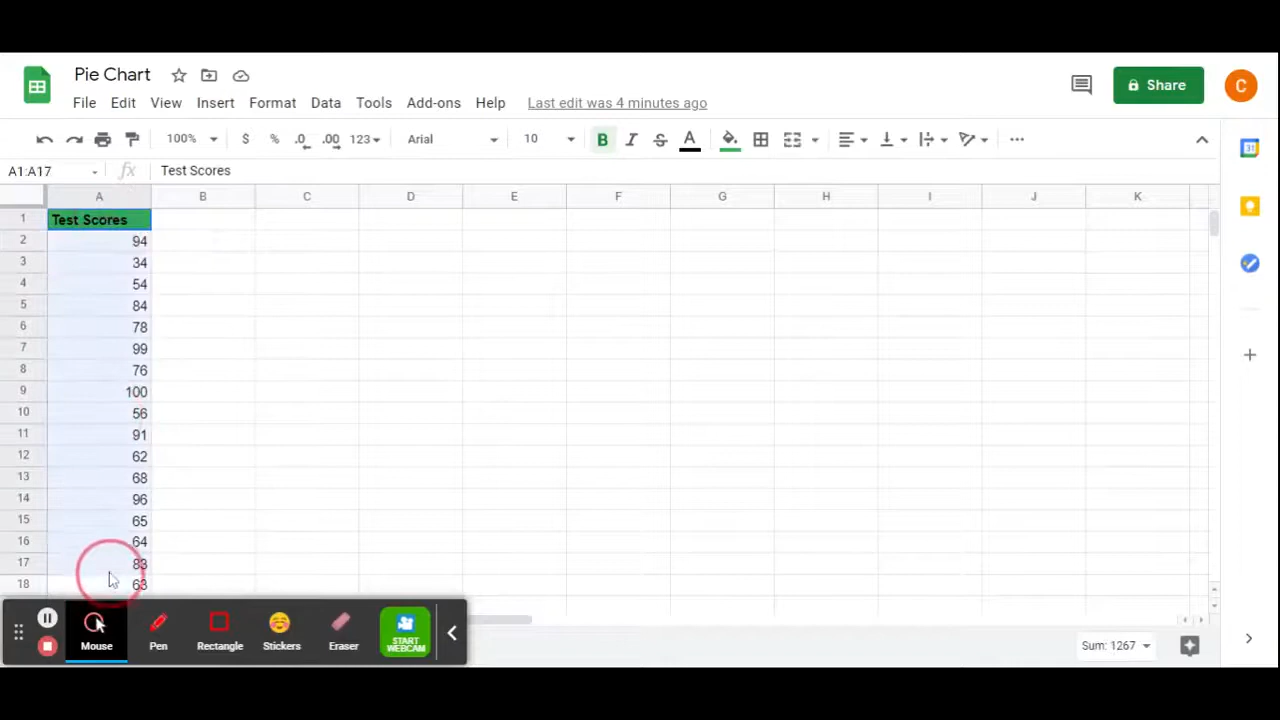 Pie Chart
Share
C
File Edit View Insert Format Data Tools Add-ons Help Last edit was 4 minutes ago
100% $ % .0 .00 123 Arial 10 B I S A
A1:A17 fx Test Scores
31
A B C D E F G H I J K
1 Test Scores
2 94
3 34
4 54
5 84
6 78
7 99
8 76
9 100
10 56
11 91
12 62
13 68
14 96
15 65
16 64
17 83
18 63
START
WEBCAM
Mouse Pen Rectangle Stickers Eraser
Sum: 1267